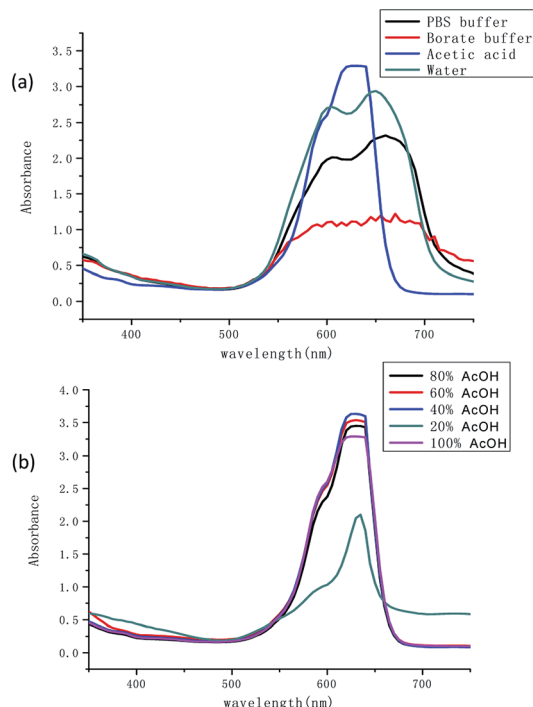 PBS buffer
Borate buffer
Acetic acid
Water
(a)
3.5
3.0
2.5
2.0
1.5
1.0
0.5
0.0
Absorbance
400 500 600 700
wavelength(nm)
80% AcOH
60% AcOH
40% AcOH
20% AcOH
100% AcOH
(b)
4.0
3.5
3.0
2.5
2.0
1.5
1.0
0.5
0.0
Absorbance
400 500 600 700
wavelength(nm)